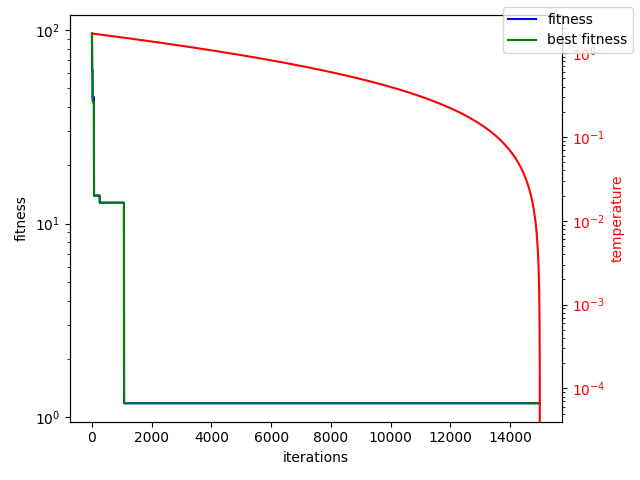 fitness
best fitness
10²
10¹
10⁰
fitness
10⁰
10⁻¹
10⁻²
10⁻³
10⁻⁴
temperature
0 2000 4000 6000 8000 10000 12000 14000
iterations